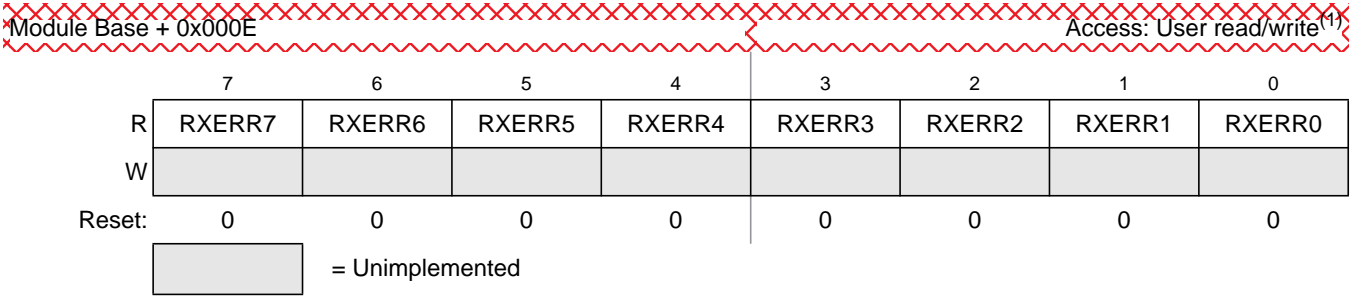 Module Base + 0x000E Access: User read/write(1)
7 6 5 4 3 2 1 0
R RXERR7 RXERR6 RXERR5 RXERR4 RXERR3 RXERR2 RXERR1 RXERR0
W
Reset: 0 0 0 0 0 0 0 0
= Unimplemented